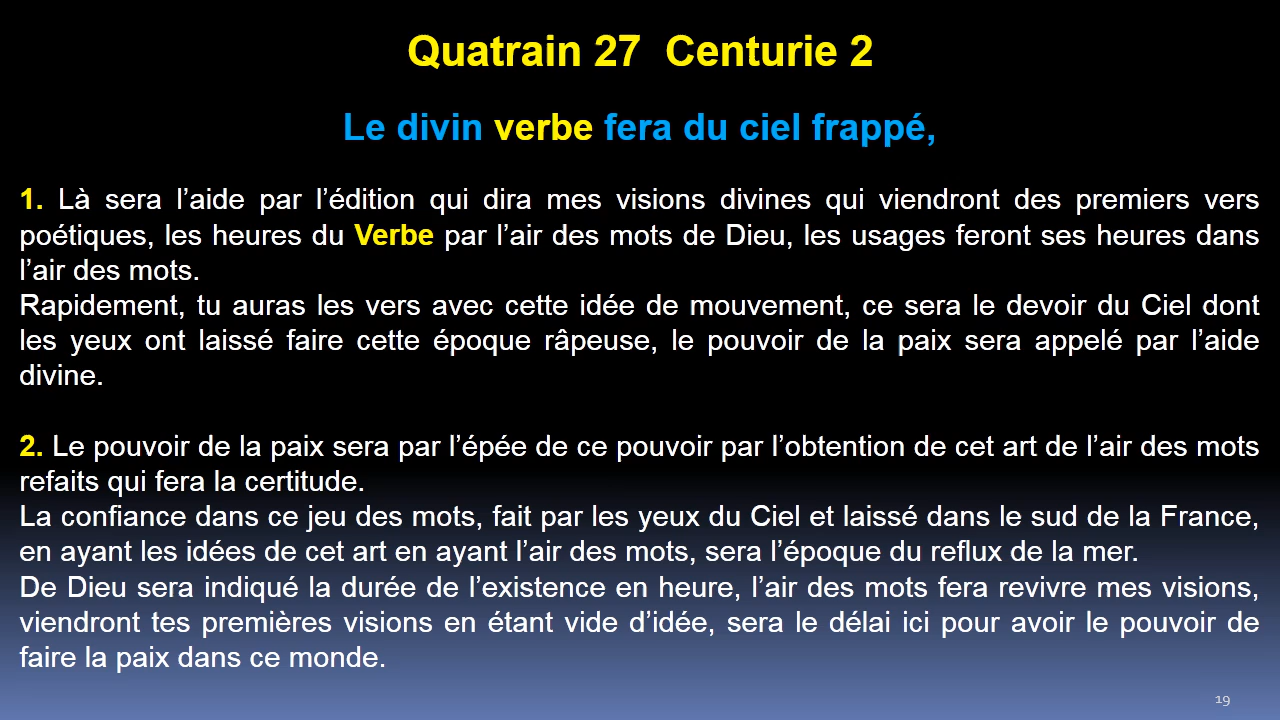 Quatrain 27  Centurie 2
Le divin verbe fera du ciel frappé,
1. Là sera l’aide par l’édition qui dira mes visions divines qui viendront des premiers vers
poétiques, les heures du Verbe par l’air des mots de Dieu, les usages feront ses heures dans
l’air des mots.
Rapidement, tu auras les vers avec cette idée de mouvement, ce sera le devoir du Ciel dont
les yeux ont laissé faire cette époque râpeuse, le pouvoir de la paix sera appelé par l’aide
divine.
2. Le pouvoir de la paix sera par l’épée de ce pouvoir par l’obtention de cet art de l’air des mots
refaits qui fera la certitude.
La confiance dans ce jeu des mots, fait par les yeux du Ciel et laissé dans le sud de la France,
en ayant les idées de cet art en ayant l’air des mots, sera l’époque du reflux de la mer.
De Dieu sera indiqué la durée de l’existence en heure, l’air des mots fera revivre mes visions,
viendront tes premières visions en étant vide d’idée, sera le délai ici pour avoir le pouvoir de
faire la paix dans ce monde.
19